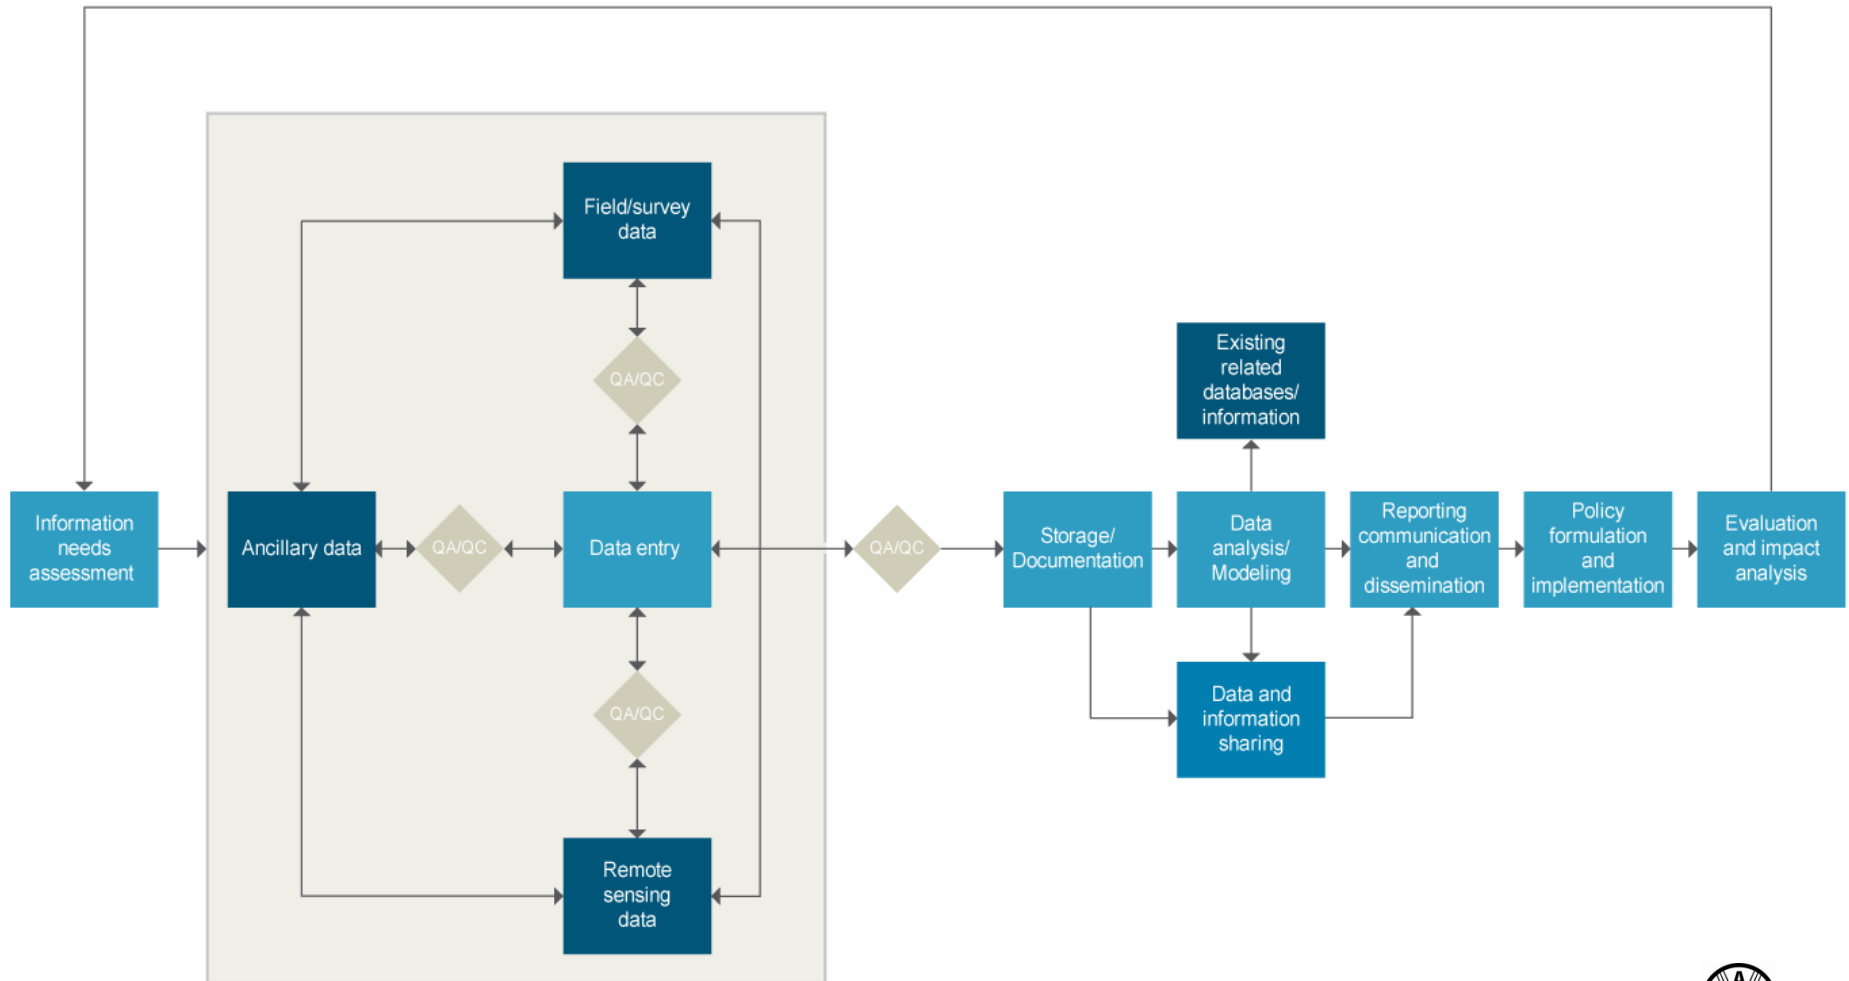 Field/survey
data
QA/QC
Existing
related
databases/
information
Information
needs
assessment
Ancillary data
QA/QC
Data entry
QA/QC
Storage/
Documentation
Data
analysis/
Modeling
Reporting
communication
and
dissemination
Policy
formulation
and
implementation
Evaluation
and impact
analysis
QA/QC
Data and
information
sharing
Remote
sensing
data
A